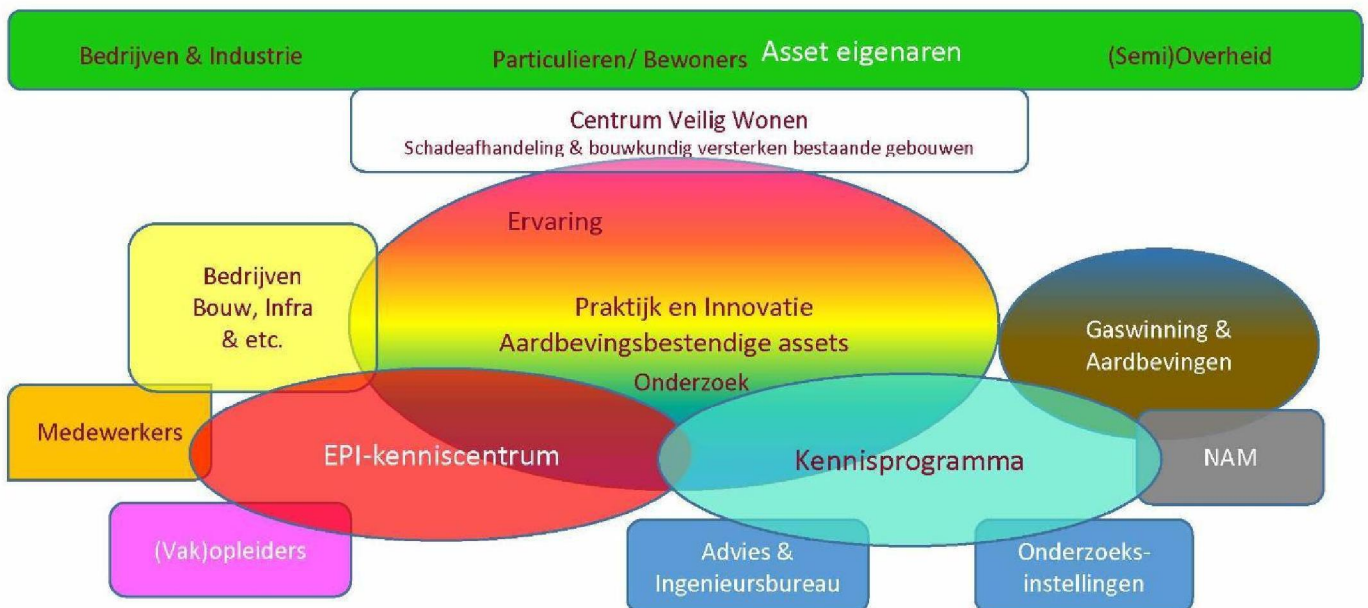 Bedrijven & Industrie
Particulieren/ Bewoners
Asset eigenaren
(Semi)Overheid
Centrum Veilig Wonen
Schadeafhandeling & bouwkundig versterken bestaande gebouwen
Ervaring
Bedrijven
Bouw, Infra
& etc.
Praktijk en Innovatie
Aardbevingsbestendige assets
Onderzoek
Gaswinning &
Aardbevingen
Medewerkers
EPI-kenniscentrum
Kennisprogramma
NAM
(Vak)opleiders
Advies &
Ingenieursbureau
Onderzoeks-
instellingen